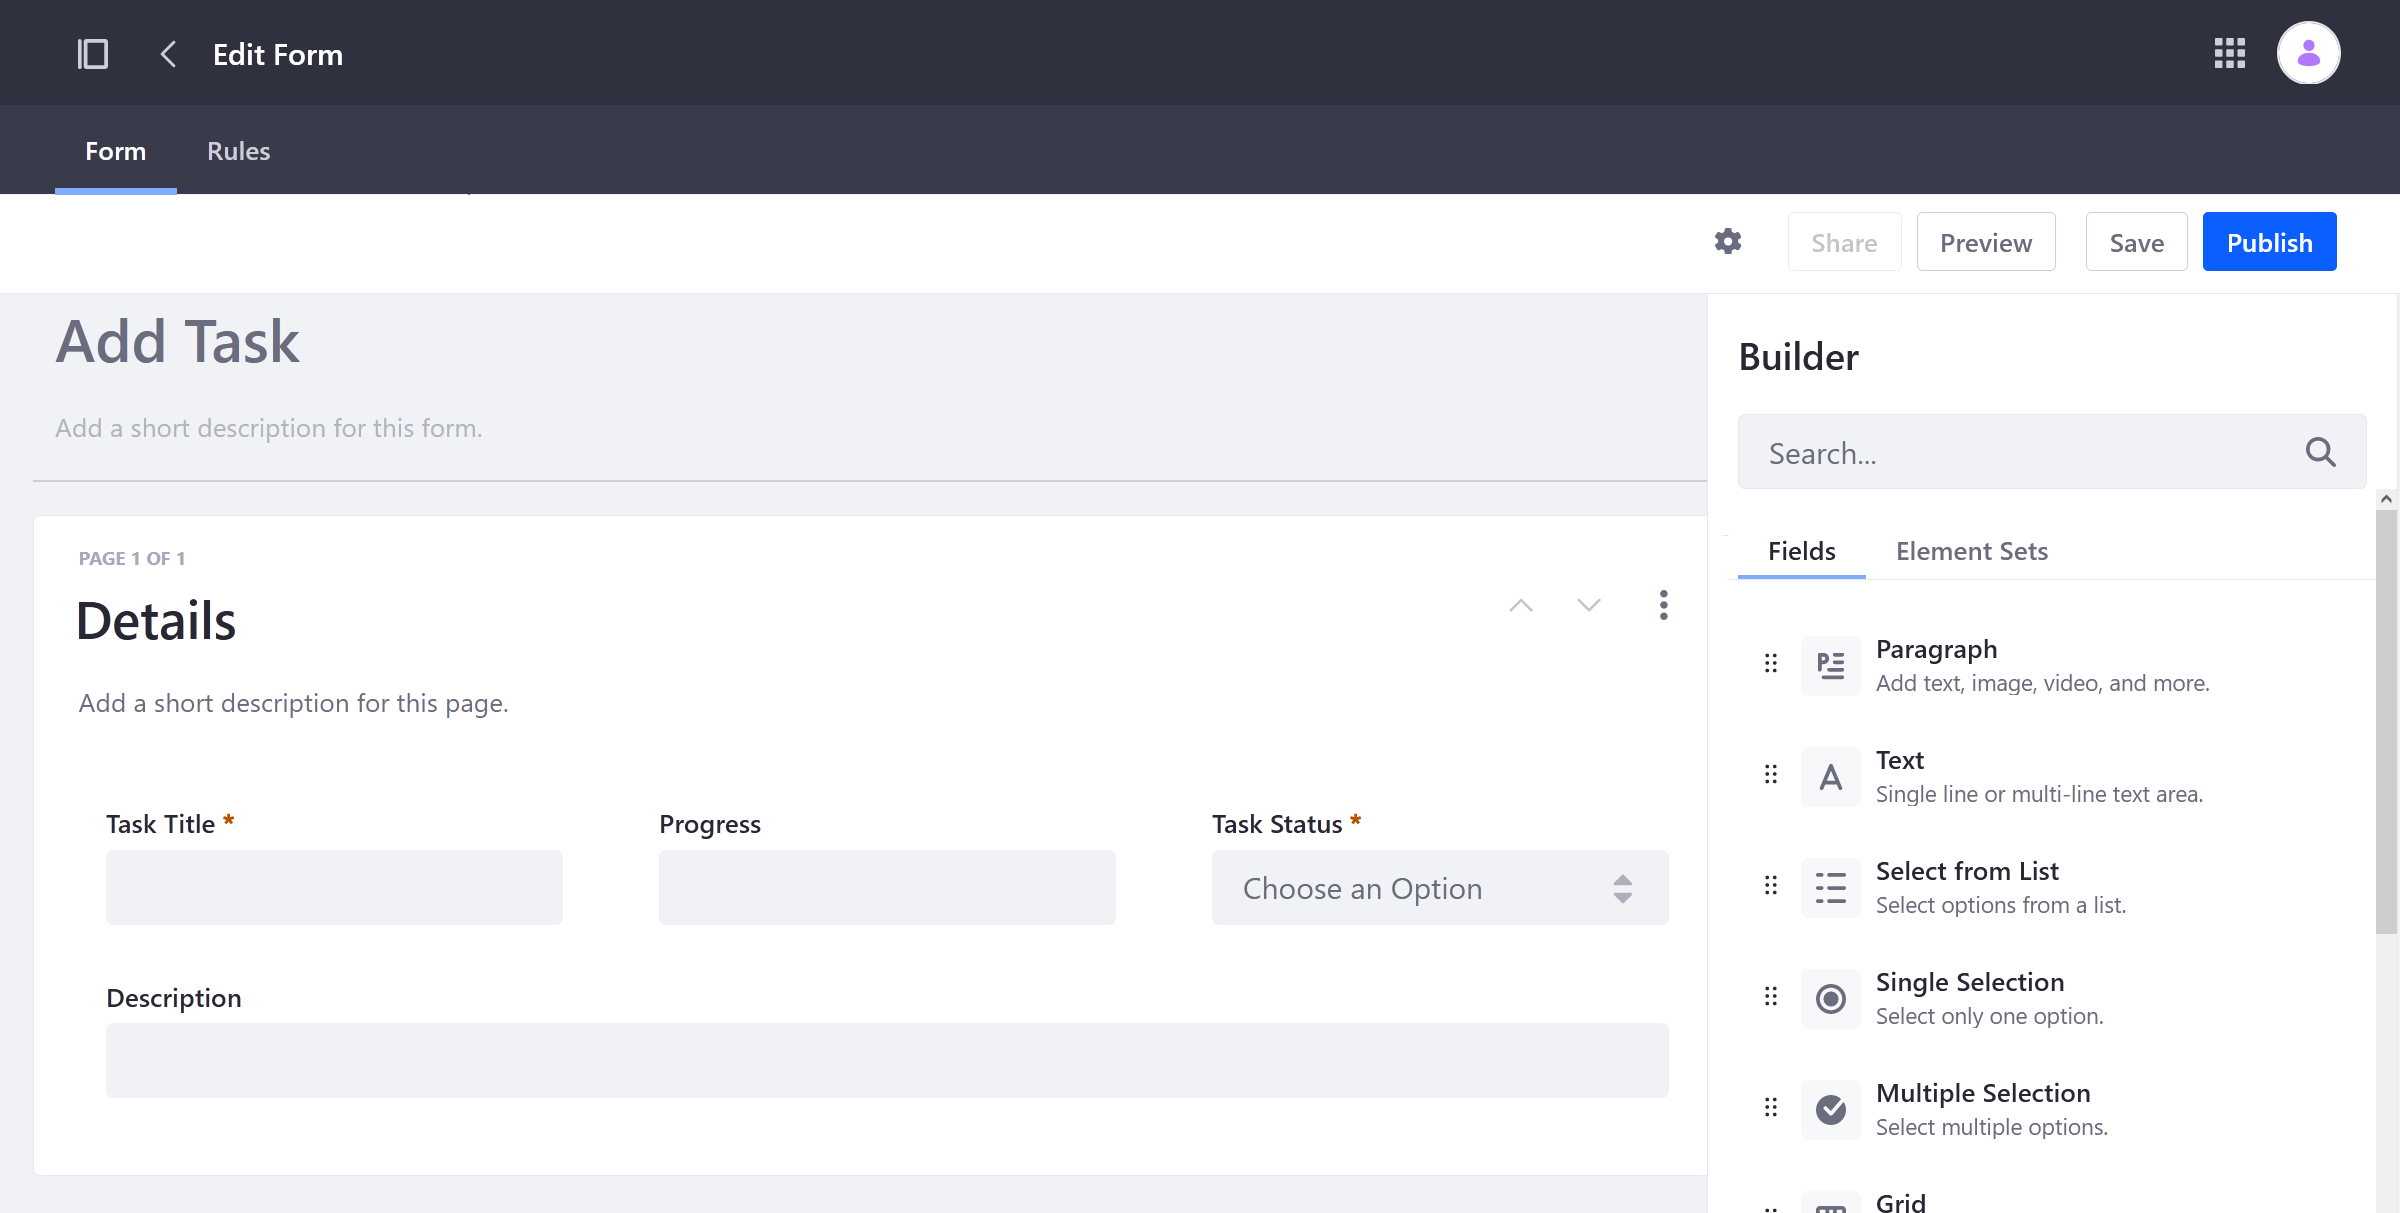 Edit Form
Form
Rules
Share
Preview
Save
Publish
Add Task
Add a short description for this form.
PAGE 1 OF 1
Details
Add a short description for this page.
Task Title *
Progress
Task Status *
Choose an Option
Description
Builder
Search...
Fields
Element Sets
Paragraph
Add text, image, video, and more.
Text
Single line or multi-line text area.
Select from List
Select options from a list.
Single Selection
Select only one option.
Multiple Selection
Select multiple options.
Grid